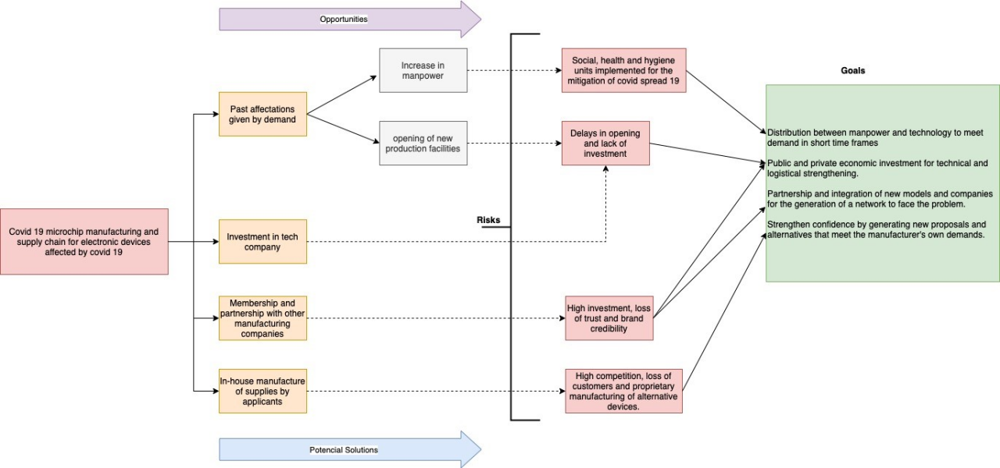 Opportunities
Increase in
manpower
Social, health and hygiene
units implemented for the
mitigation of covid spread 19
Goals
Past affectations
given by demand
opening of new
production facilities
Delays in opening
and lack of
investment
Distribution between manpower and technology to meet
demand in short time frames
Public and private economic investment for technical and
logistical strengthening.
Partnership and integration of new models and companies
for the generation of a network to face the problem.
Strengthen confidence by generating new proposals and
alternatives that meet the manufacturer's own demands.
Risks
Covid 19 microchip manufacturing and
supply chain for electronic devices
affected by covid 19
Investment in tech
company
Membership and
partnership with other
manufacturing
companies
High investment, loss
of trust and brand
credibility
In-house manufacture
of supplies by
applicants
High competition, loss of
customers and proprietary
manufacturing of alternative
devices.
Potencial Solutions